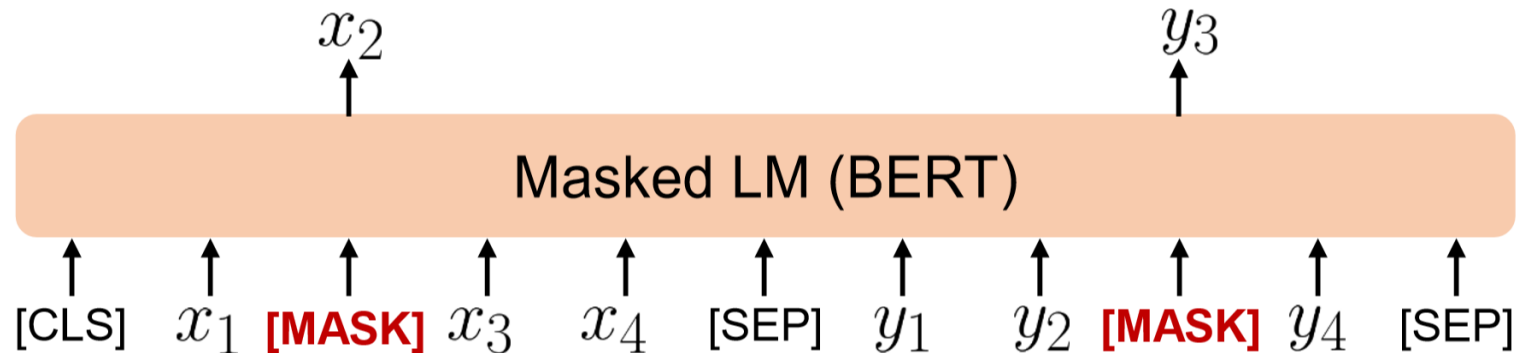 x₂ y₃
Masked LM (BERT)
[CLS] x₁ [MASK] x₃ x₄ [SEP] y₁ y₂ [MASK] y₄ [SEP]